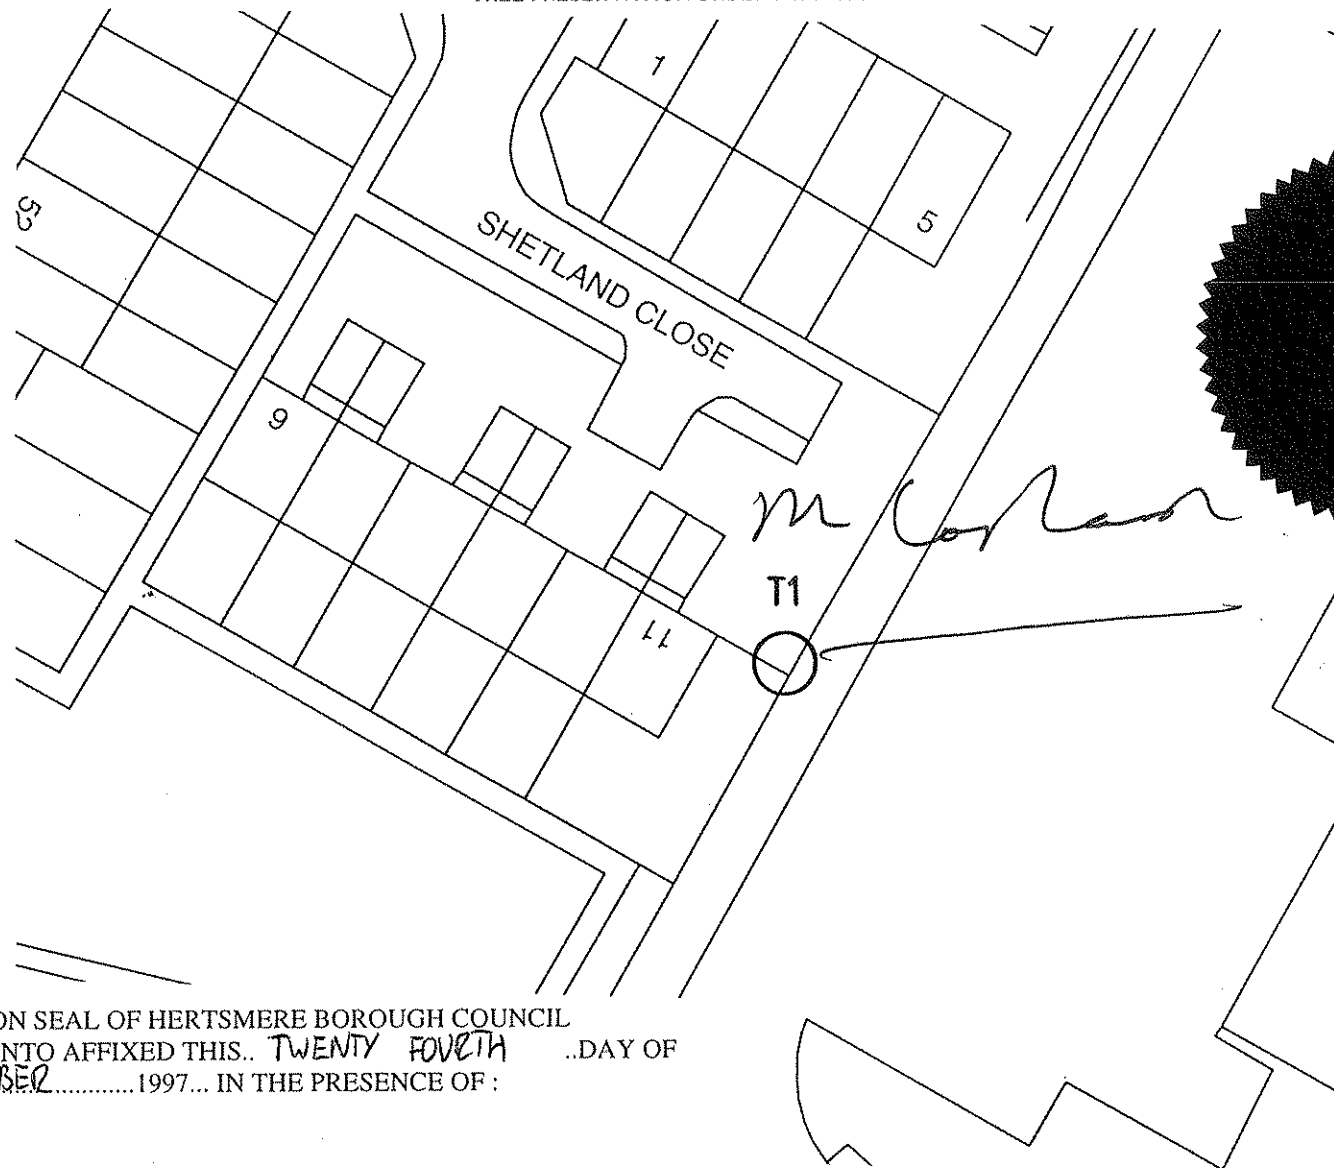 1
5
52
SHETLAND CLOSE
9
T1
11
ON SEAL OF HERTSMERE BOROUGH COUNCIL
NTO AFFIXED THIS.. TWENTY FOURTH ..DAY OF
BER............1997... IN THE PRESENCE OF :